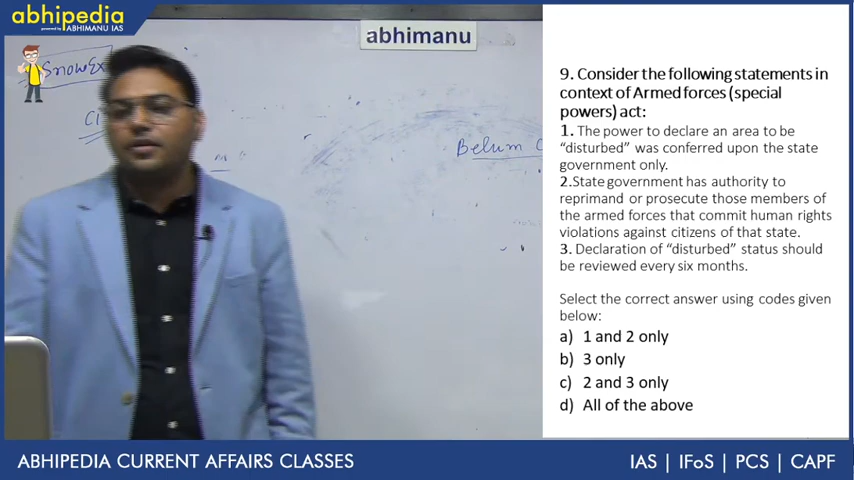 abhipedia
powered by ABHIMANU IAS
abhimanu
SnowEx
Belum C
9. Consider the following statements in
context of Armed forces (special
powers) act:
1. The power to declare an area to be
"disturbed" was conferred upon the state
government only.
2.State government has authority to
reprimand or prosecute those members of
the armed forces that commit human rights
violations against citizens of that state.
3. Declaration of "disturbed" status should
be reviewed every six months.
Select the correct answer using codes given
below:
a) 1 and 2 only
b) 3 only
c) 2 and 3 only
d) All of the above
ABHIPEDIA CURRENT AFFAIRS CLASSES
IAS | IFoS | PCS | CAPF